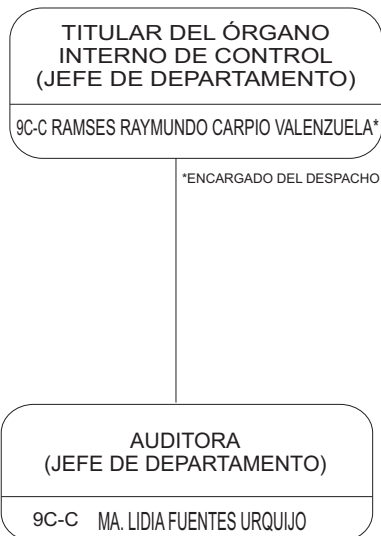 TITULAR DEL ÓRGANO
INTERNO DE CONTROL
(JEFE DE DEPARTAMENTO)
9C-C RAMSES RAYMUNDO CARPIO VALENZUELA*
*ENCARGADO DEL DESPACHO
AUDITORA
(JEFE DE DEPARTAMENTO)
9C-C MA. LIDIA FUENTES URQUIJO